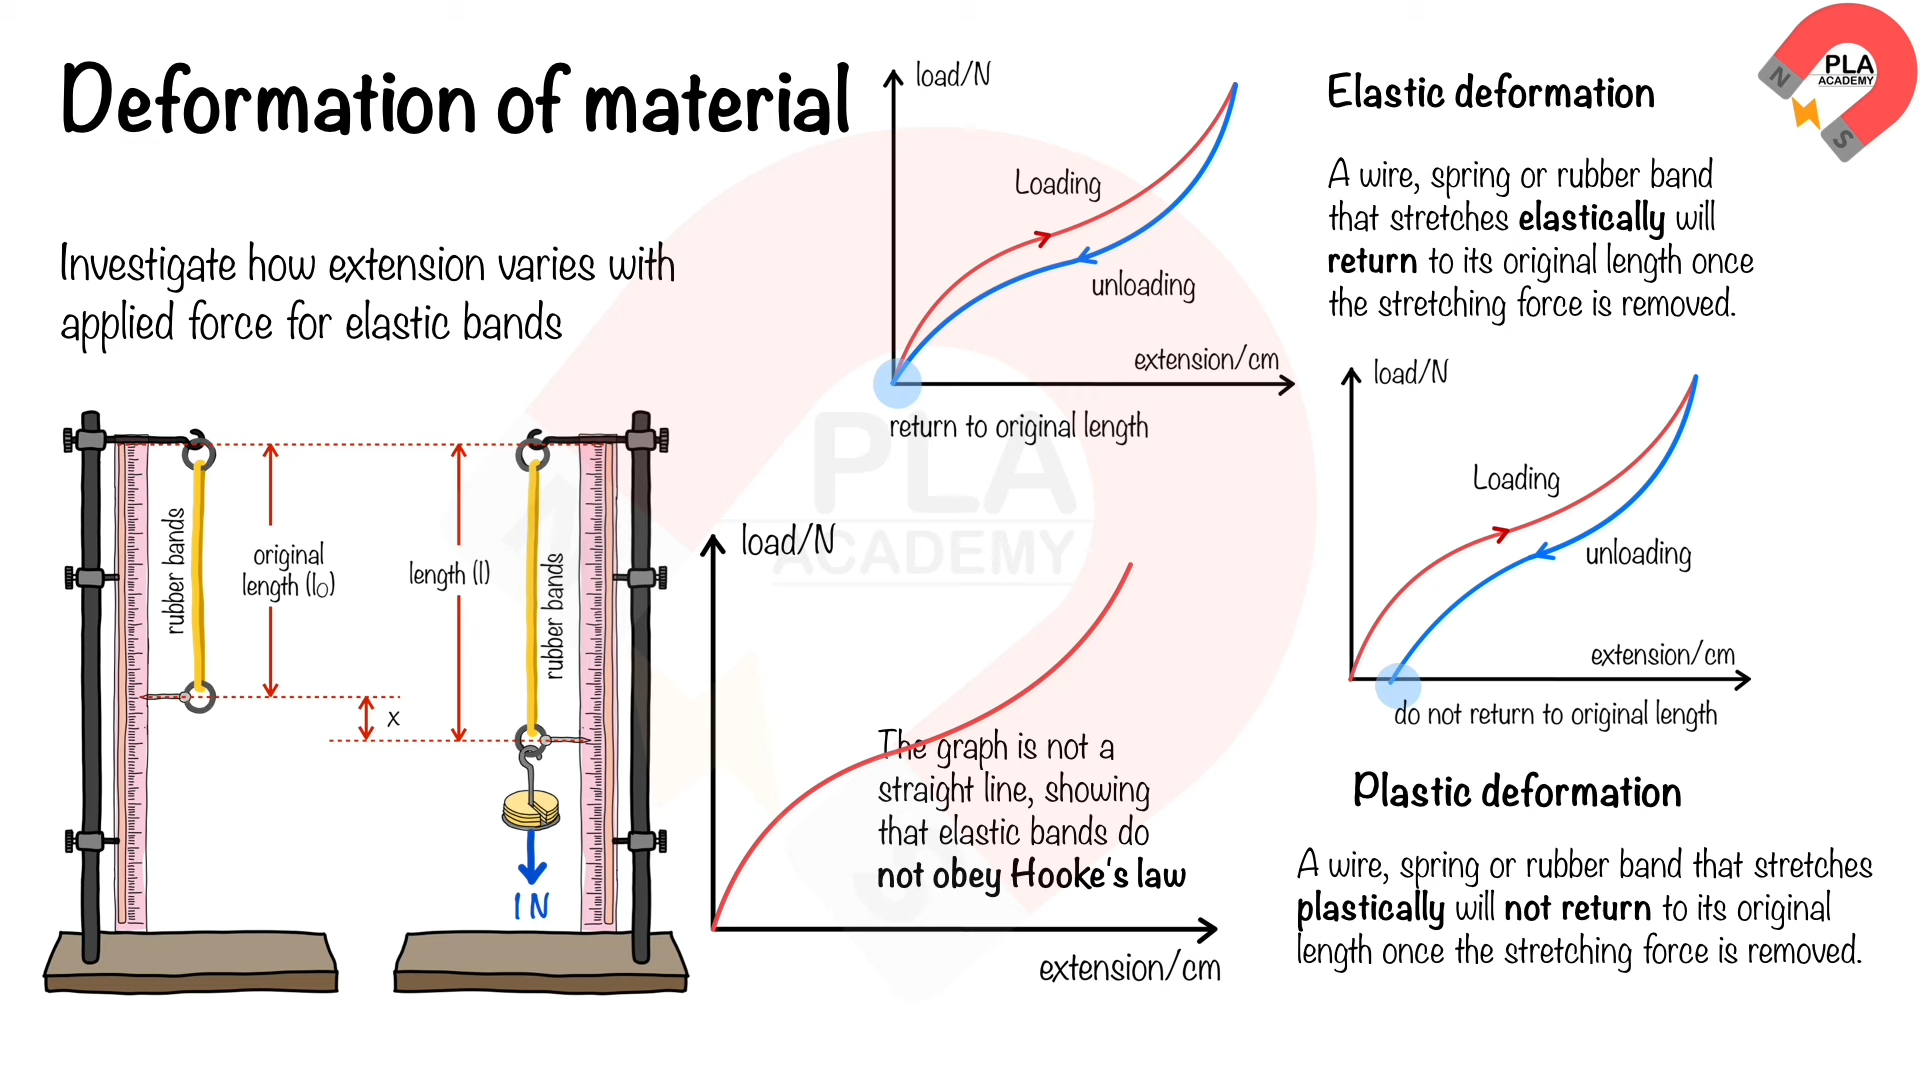 Deformation of material
Investigate how extension varies with
applied force for elastic bands
rubber bands
original
length (l₀)
x
length (l)
rubber bands
1 N
load/N
Loading
unloading
extension/cm
return to original length
load/N
The graph is not a
straight line, showing
that elastic bands do
not obey Hooke's law
extension/cm
Elastic deformation
A wire, spring or rubber band
that stretches elastically will
return to its original length once
the stretching force is removed.
load/N
Loading
unloading
extension/cm
do not return to original length
Plastic deformation
A wire, spring or rubber band that stretches
plastically will not return to its original
length once the stretching force is removed.
N
PLA
ACADEMY
S
PLA
ACADEMY